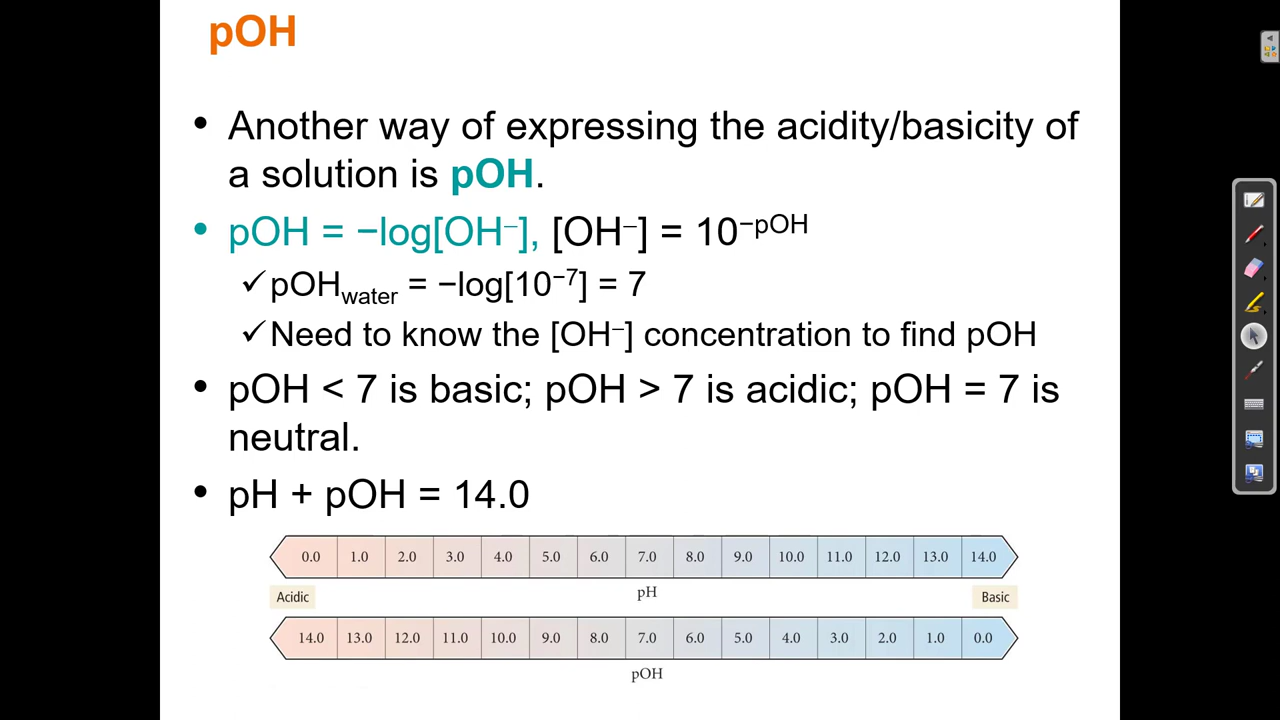 pOH
• Another way of expressing the acidity/basicity of
a solution is pOH.
• pOH = −log[OH⁻], [OH⁻] = 10⁻ᵖᴼᴴ
✓pOHwater = −log[10⁻⁷] = 7
✓Need to know the [OH⁻] concentration to find pOH
• pOH < 7 is basic; pOH > 7 is acidic; pOH = 7 is
neutral.
• pH + pOH = 14.0
0.0 1.0 2.0 3.0 4.0 5.0 6.0 7.0 8.0 9.0 10.0 11.0 12.0 13.0 14.0
Acidic pH Basic
14.0 13.0 12.0 11.0 10.0 9.0 8.0 7.0 6.0 5.0 4.0 3.0 2.0 1.0 0.0
pOH